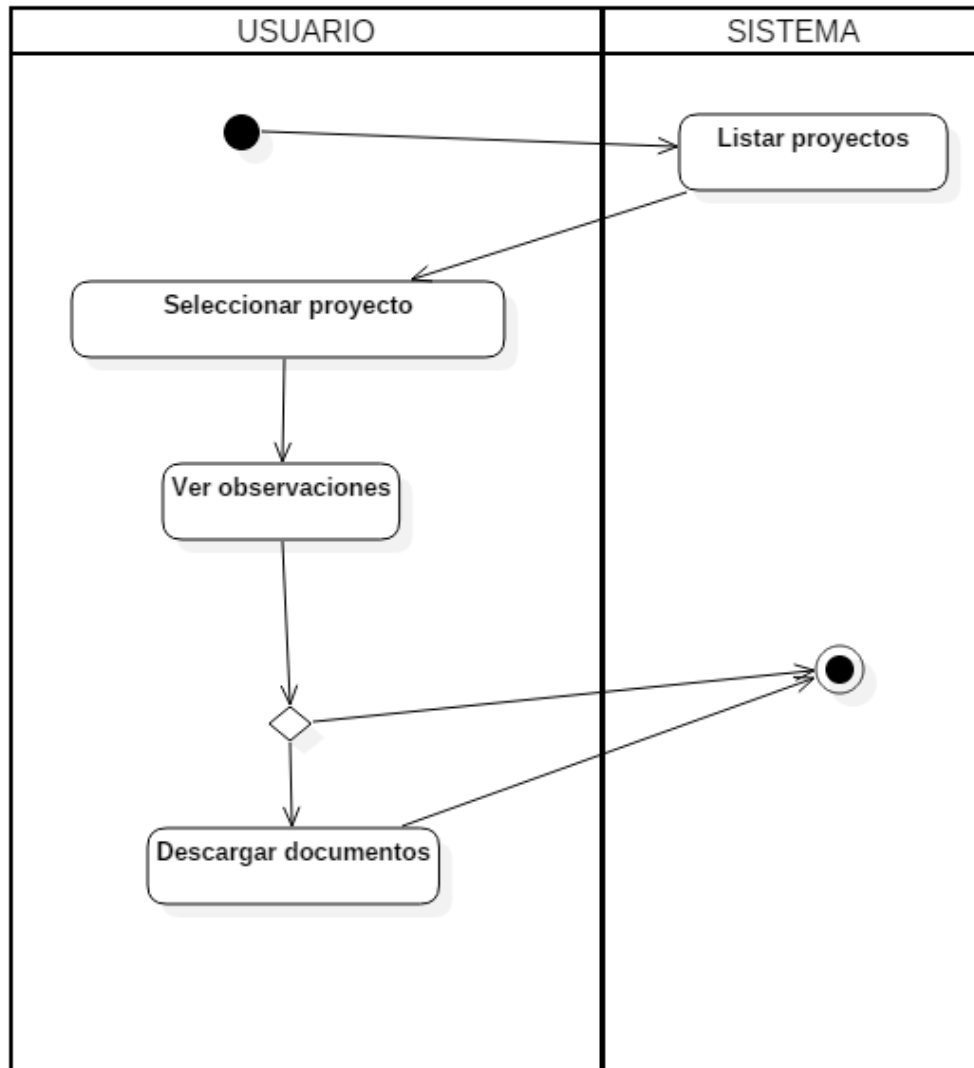 USUARIO
SISTEMA
Listar proyectos
Seleccionar proyecto
Ver observaciones
Descargar documentos